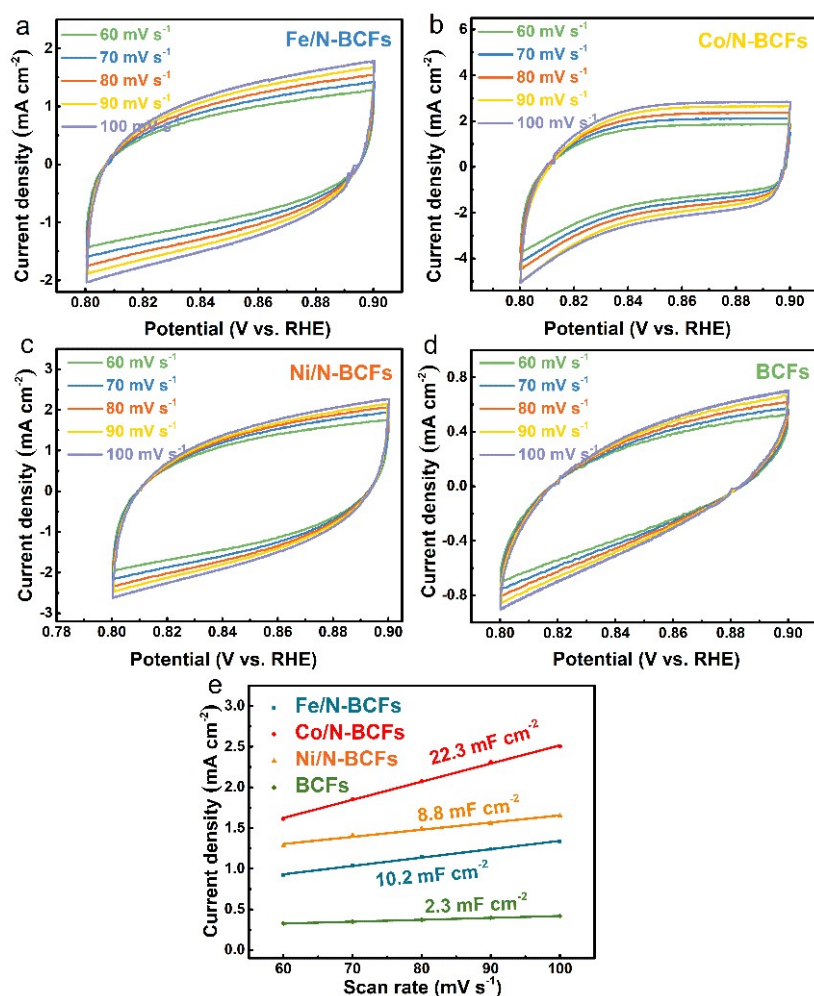 a
60 mV s⁻¹
70 mV s⁻¹
80 mV s⁻¹
90 mV s⁻¹
100 mV s⁻¹
Fe/N-BCFs
Current density (mA cm⁻²)
2
1
0
-1
-2
0.80 0.82 0.84 0.86 0.88 0.90
Potential (V vs. RHE)
b
60 mV s⁻¹
70 mV s⁻¹
80 mV s⁻¹
90 mV s⁻¹
100 mV s⁻¹
Co/N-BCFs
Current density (mA cm⁻²)
6
4
2
0
-2
-4
0.80 0.82 0.84 0.86 0.88 0.90
Potential (V vs. RHE)
c
60 mV s⁻¹
70 mV s⁻¹
80 mV s⁻¹
90 mV s⁻¹
100 mV s⁻¹
Ni/N-BCFs
Current density (mA cm⁻²)
3
2
1
0
-1
-2
-3
0.78 0.80 0.82 0.84 0.86 0.88 0.90
Potential (V vs. RHE)
d
60 mV s⁻¹
70 mV s⁻¹
80 mV s⁻¹
90 mV s⁻¹
100 mV s⁻¹
BCFs
Current density (mA cm⁻²)
0.8
0.4
0.0
-0.4
-0.8
0.80 0.82 0.84 0.86 0.88 0.90
Potential (V vs. RHE)
e
Fe/N-BCFs
Co/N-BCFs
Ni/N-BCFs
BCFs
22.3 mF cm⁻²
8.8 mF cm⁻²
10.2 mF cm⁻²
2.3 mF cm⁻²
Current density (mA cm⁻²)
3.0
2.5
2.0
1.5
1.0
0.5
0.0
60 70 80 90 100
Scan rate (mV s⁻¹)